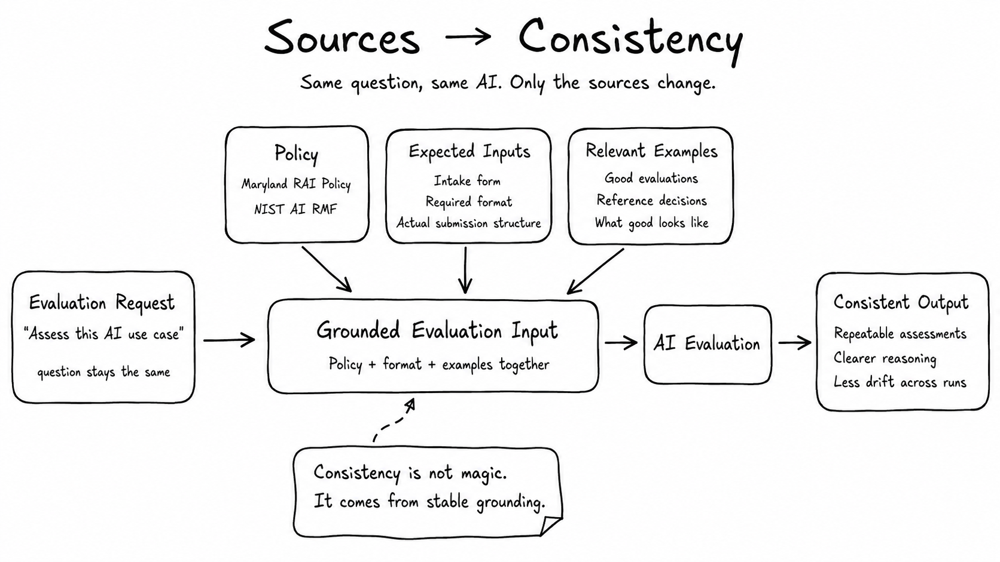 Sources → Consistency
Same question, same AI. Only the sources change.
Policy
Maryland RAI Policy
NIST AI RMF
Expected Inputs
Intake form
Required format
Actual submission structure
Relevant Examples
Good evaluations
Reference decisions
What good looks like
Evaluation Request
"Assess this AI use case"
question stays the same
Grounded Evaluation Input
Policy + format + examples together
AI Evaluation
Consistent Output
Repeatable assessments
Clearer reasoning
Less drift across runs
Consistency is not magic.
It comes from stable grounding.